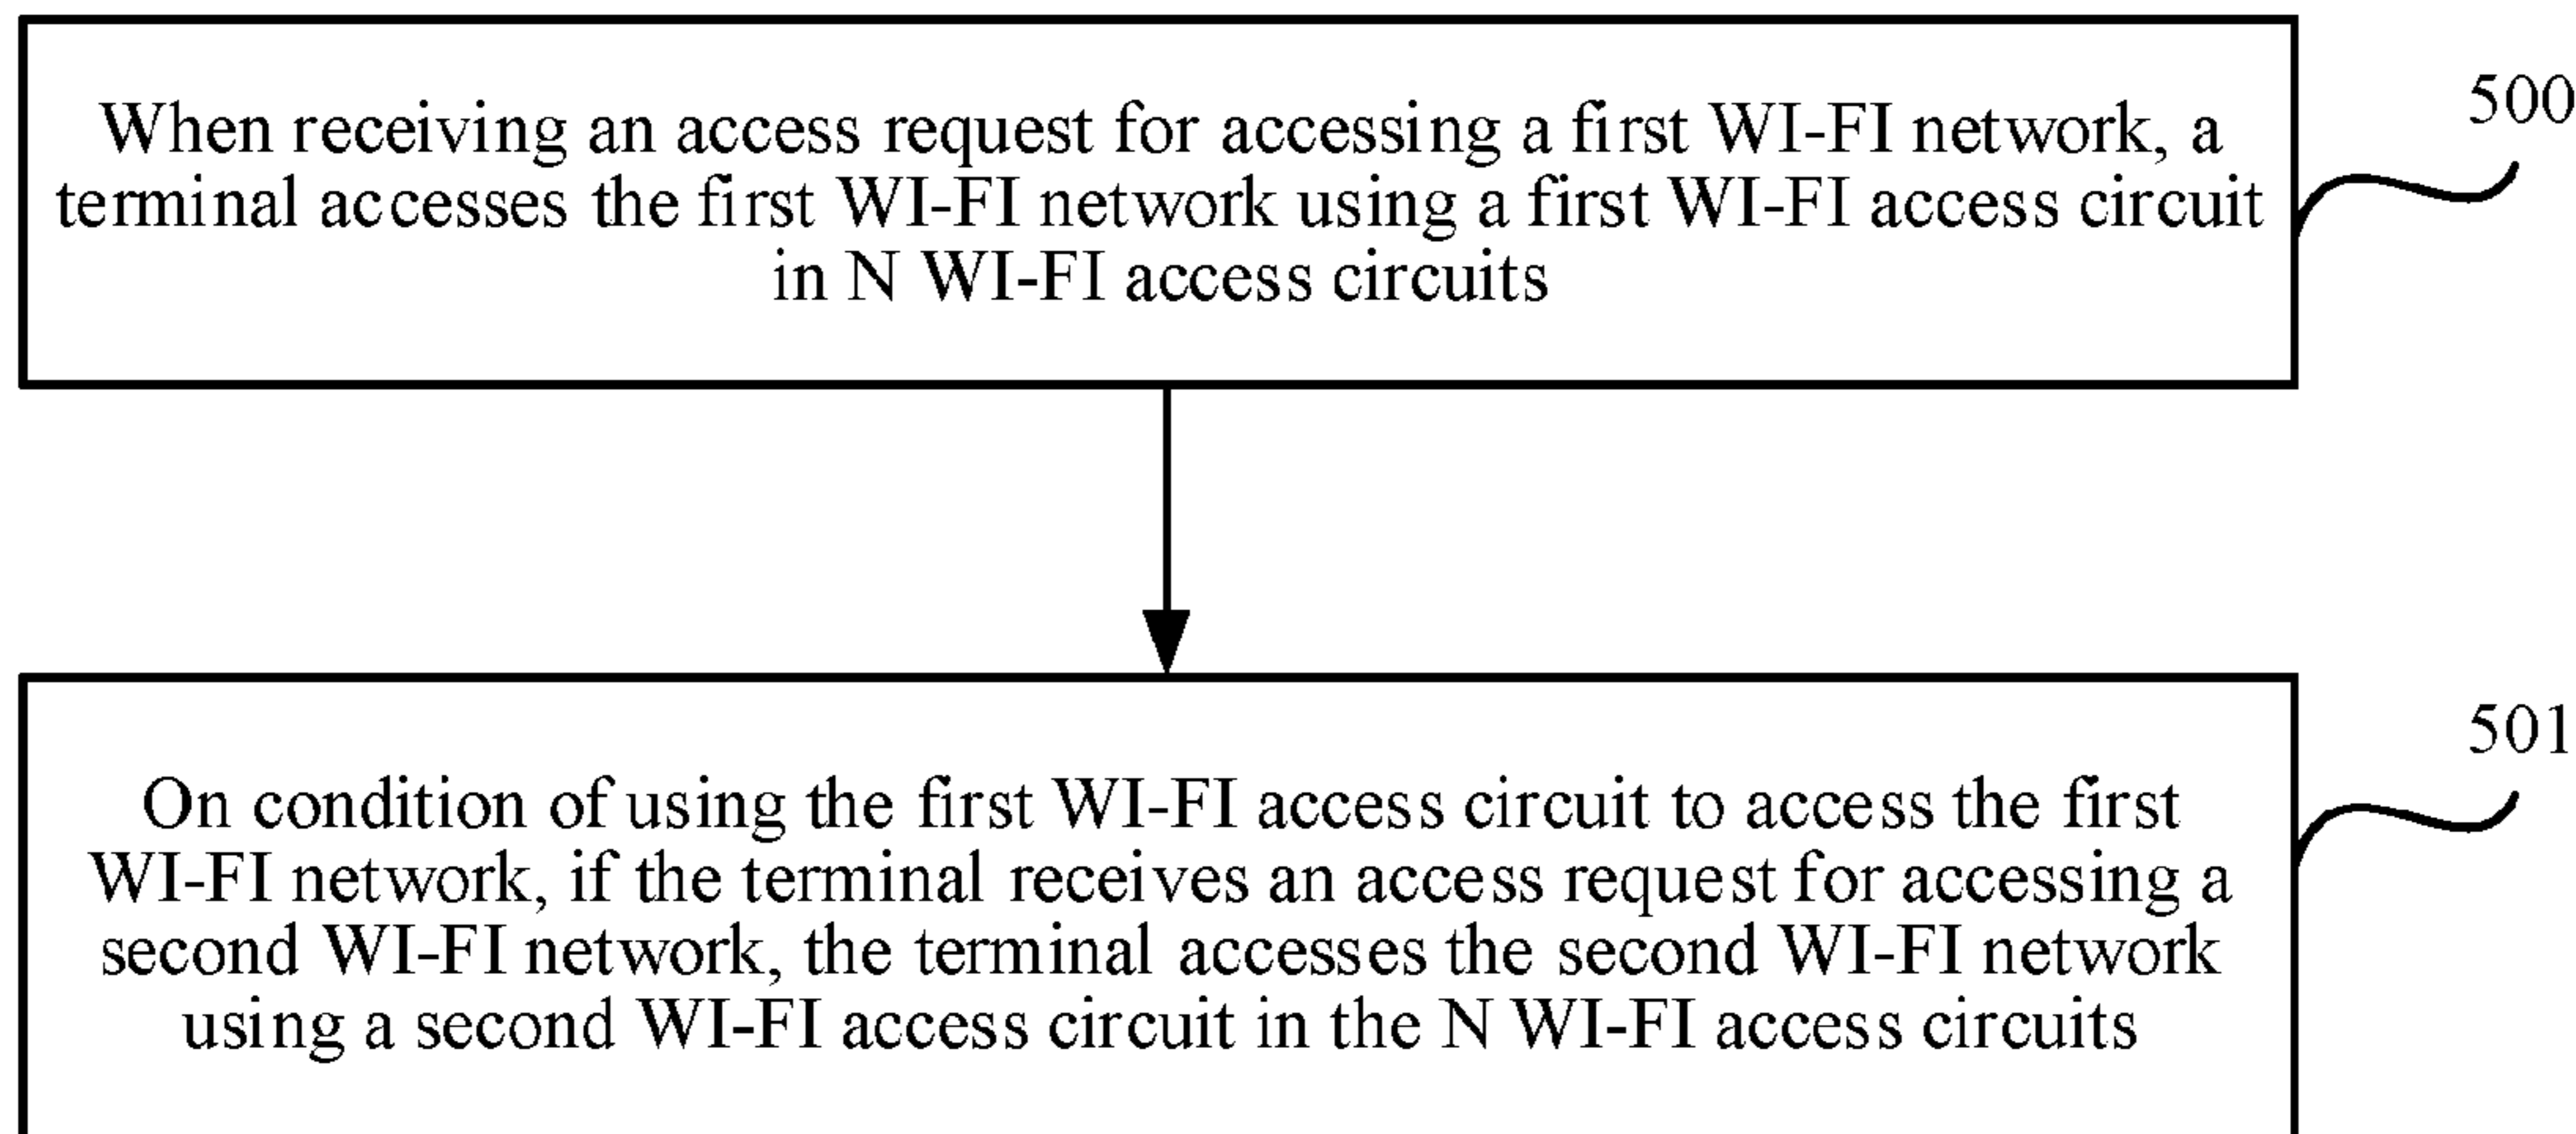 When receiving an access request for accessing a first WI-FI network, a
terminal accesses the first WI-FI network using a first WI-FI access circuit
in N WI-FI access circuits
500
On condition of using the first WI-FI access circuit to access the first
WI-FI network, if the terminal receives an access request for accessing a
second WI-FI network, the terminal accesses the second WI-FI network
using a second WI-FI access circuit in the N WI-FI access circuits
501